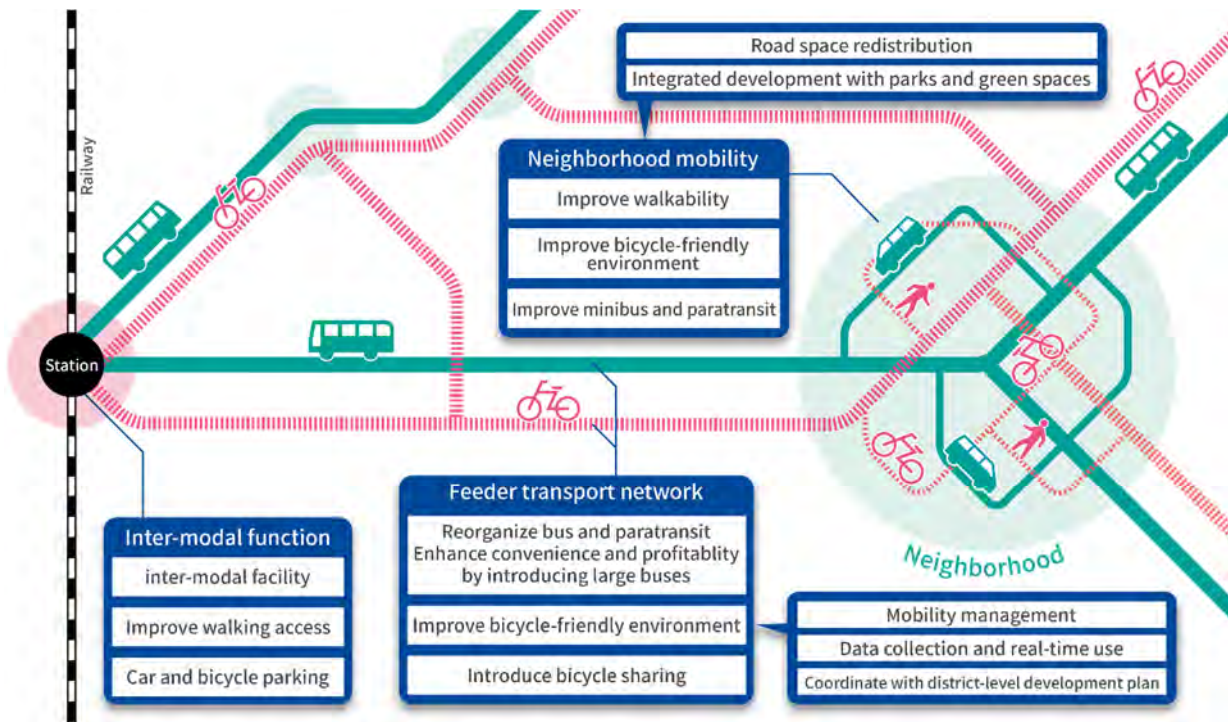 Road space redistribution
Integrated development with parks and green spaces
Railway
Neighborhood mobility
Improve walkability
Improve bicycle-friendly
environment
Improve minibus and paratransit
Station
Feeder transport network
Reorganize bus and paratransit
Enhance convenience and profitablity
by introducing large buses
Improve bicycle-friendly environment
Introduce bicycle sharing
Inter-modal function
inter-modal facility
Improve walking access
Car and bicycle parking
Neighborhood
Mobility management
Data collection and real-time use
Coordinate with district-level development plan